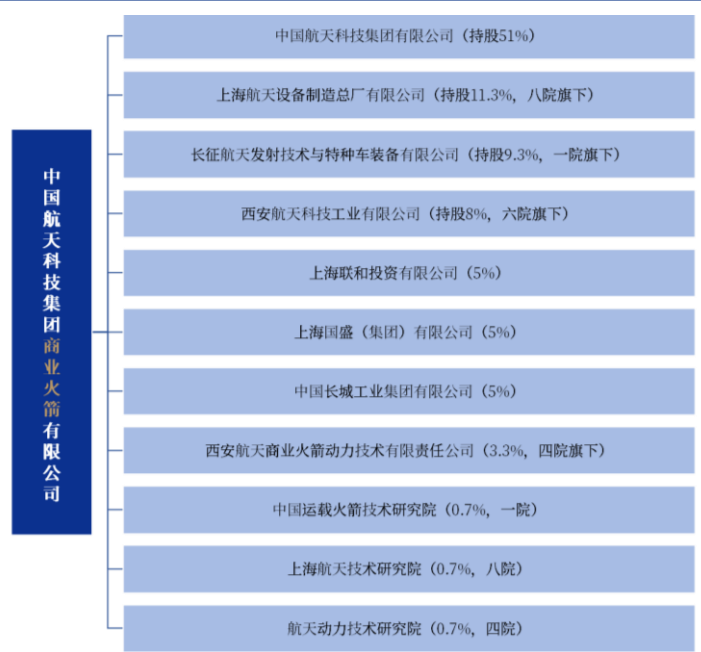 中国航天科技集团商业火箭有限公司
中国航天科技集团有限公司（持股51%）
上海航天设备制造总厂有限公司（持股11.3%，八院旗下）
长征航天发射技术与特种车装备有限公司（持股9.3%，一院旗下）
西安航天科技工业有限公司（持股8%，六院旗下）
上海联和投资有限公司（5%）
上海国盛（集团）有限公司（5%）
中国长城工业集团有限公司（5%）
西安航天商业火箭动力技术有限责任公司（3.3%，四院旗下）
中国运载火箭技术研究院（0.7%，一院）
上海航天技术研究院（0.7%，八院）
航天动力技术研究院（0.7%，四院）